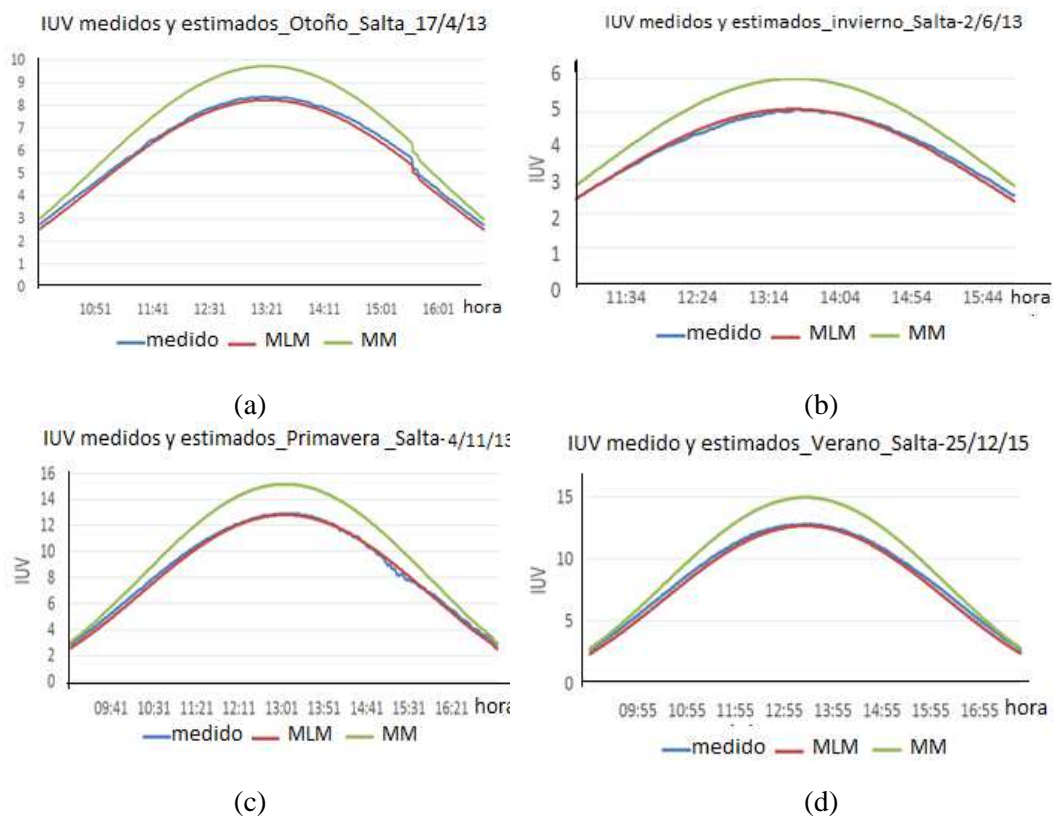 IUV medidos y estimados_Otoño_Salta_17/4/13
10
9
8
7
6
5
4
3
2
1
0
10:51 11:41 12:31 13:21 14:11 15:01 16:01 hora
medido MLM MM
(a)
IUV medidos y estimados_invierno_Salta-2/6/13
IUV
6
5
4
3
2
1
0
11:34 12:24 13:14 14:04 14:54 15:44 hora
medido MLM MM
(b)
IUV medidos y estimados_Primavera _Salta-4/11/13
IUV
16
14
12
10
8
6
4
2
0
09:41 10:31 11:21 12:11 13:01 13:51 14:41 15:31 16:21 hora
medido MLM MM
(c)
IUV medido y estimados_Verano_Salta-25/12/15
IUV
15
10
5
0
09:55 10:55 11:55 12:55 13:55 14:55 15:55 16:55 hora
medido MLM MM
(d)